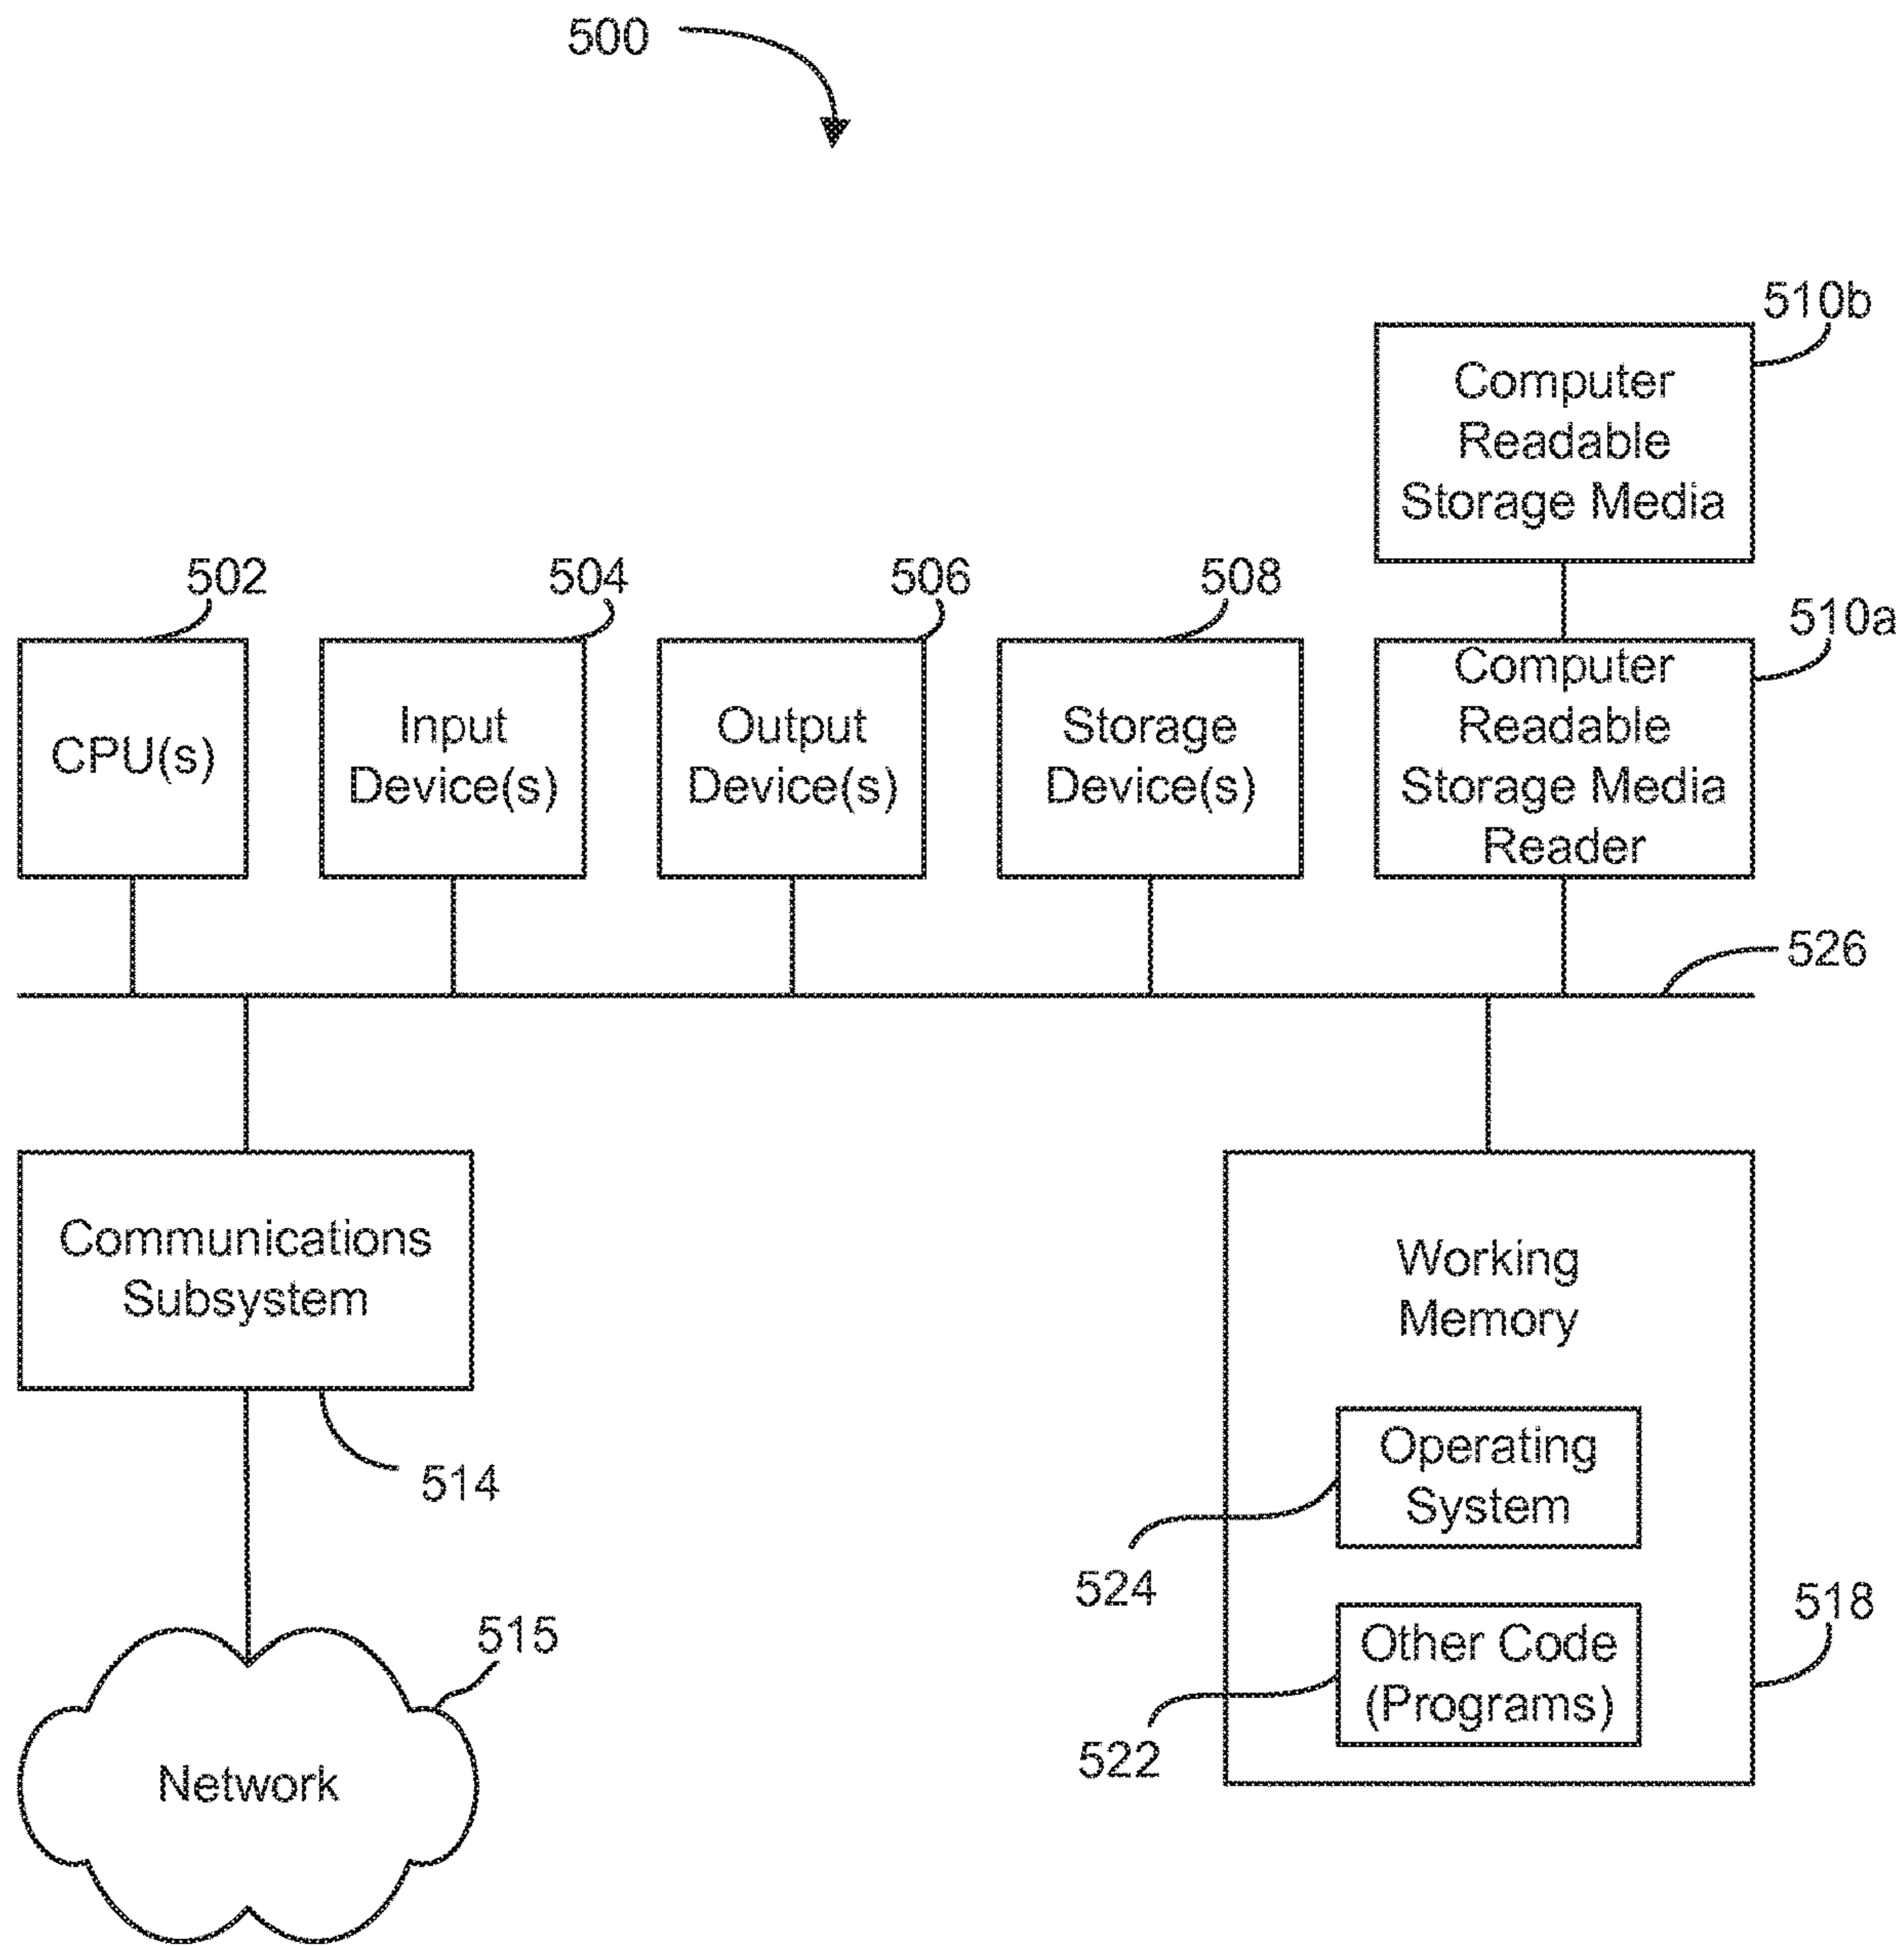 500
510b
Computer
Readable
Storage Media
502
504
506
508
510a
CPU(s)
Input
Device(s)
Output
Device(s)
Storage
Device(s)
Computer
Readable
Storage Media
Reader
526
Communications
Subsystem
514
Working
Memory
Operating
System
524
518
Other Code
(Programs)
522
515
Network